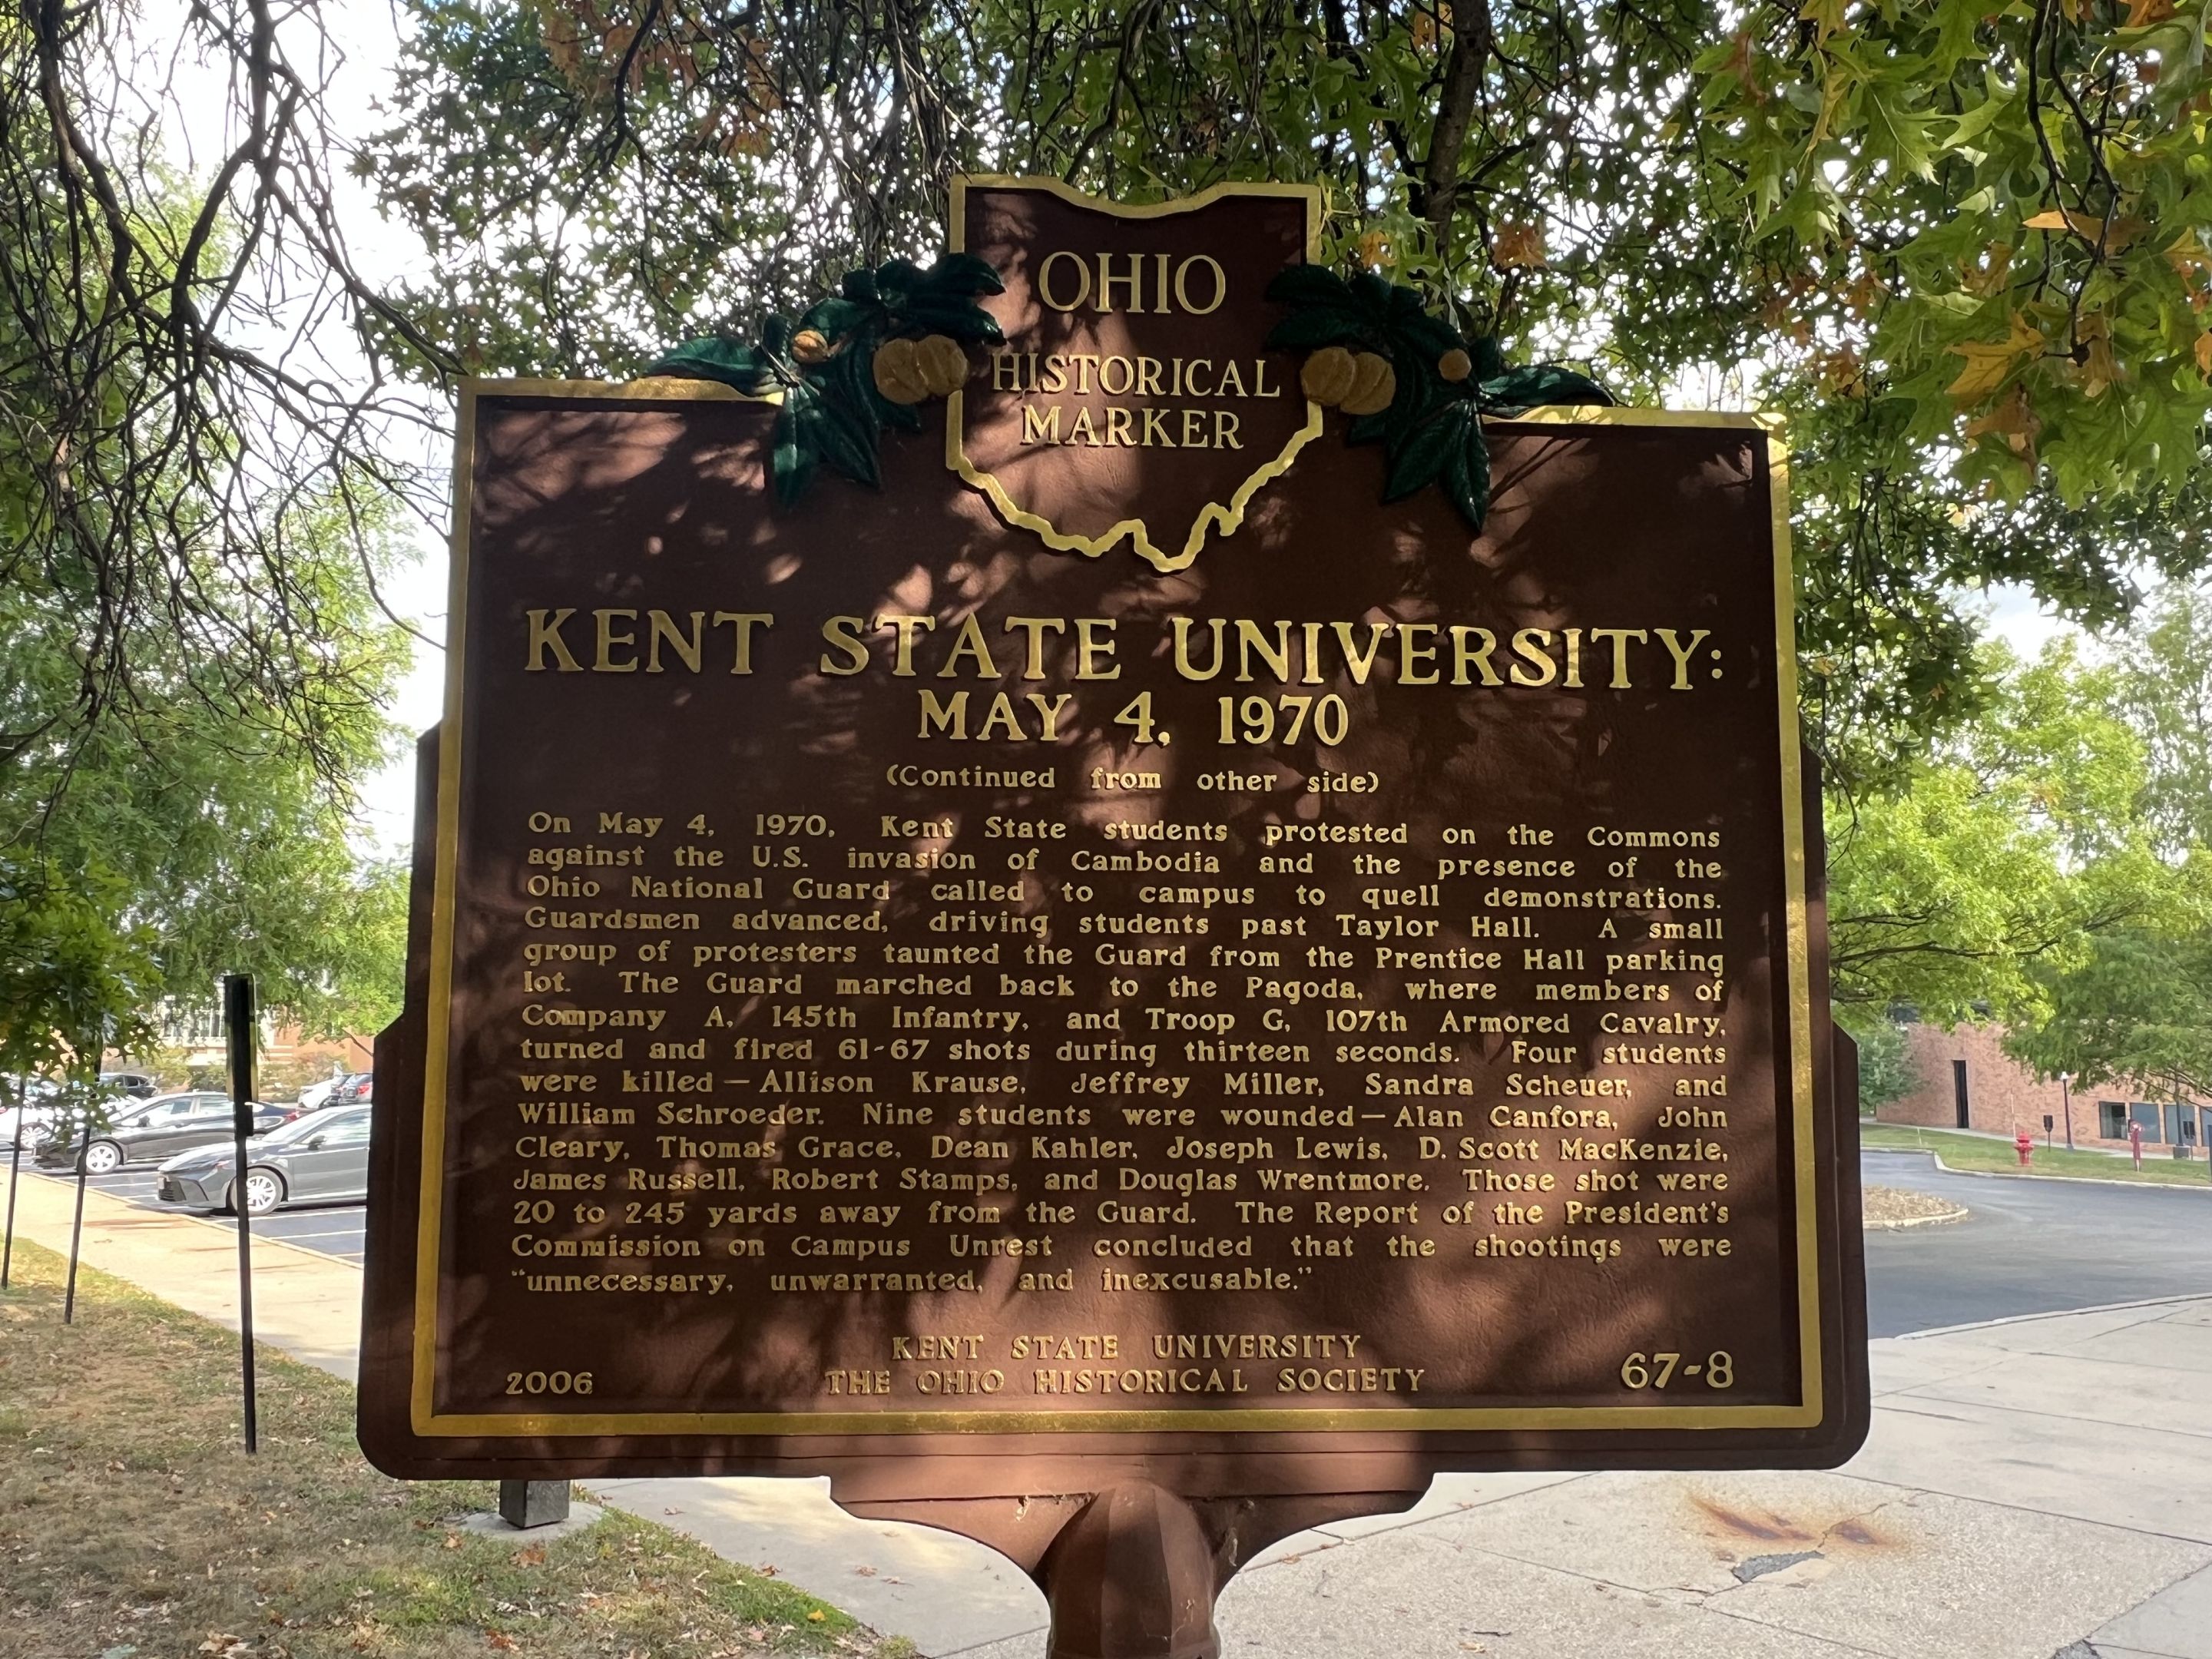 OHIO
HISTORICAL
MARKER
KENT STATE UNIVERSITY:
MAY 4, 1970
(Continued from other side)
On May 4, 1970, Kent State students protested on the Commons
against the U.S. invasion of Cambodia and the presence of the
Ohio National Guard called to campus to quell demonstrations.
Guardsmen advanced, driving students past Taylor Hall. A small
group of protesters taunted the Guard from the Prentice Hall parking
lot. The Guard marched back to the Pagoda, where members of
Company A, 145th Infantry, and Troop G, 107th Armored Cavalry,
turned and fired 61-67 shots during thirteen seconds. Four students
were killed—Allison Krause, Jeffrey Miller, Sandra Scheuer, and
William Schroeder. Nine students were wounded—Alan Canfora, John
Cleary, Thomas Grace, Dean Kahler, Joseph Lewis, D. Scott MacKenzie,
James Russell, Robert Stamps, and Douglas Wrentmore. Those shot were
20 to 245 yards away from the Guard. The Report of the President's
Commission on Campus Unrest concluded that the shootings were
“unnecessary, unwarranted, and inexcusable.”
KENT STATE UNIVERSITY
2006 THE OHIO HISTORICAL SOCIETY 67-8